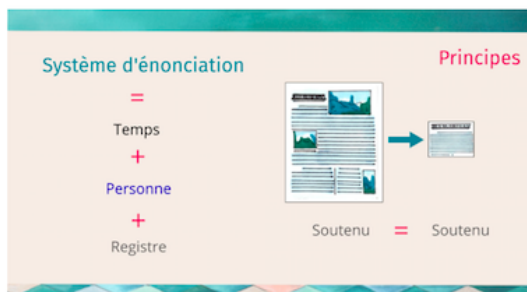 Principes
Système d'énonciation
=
Temps
+
Personne
+
Registre
Soutenu = Soutenu